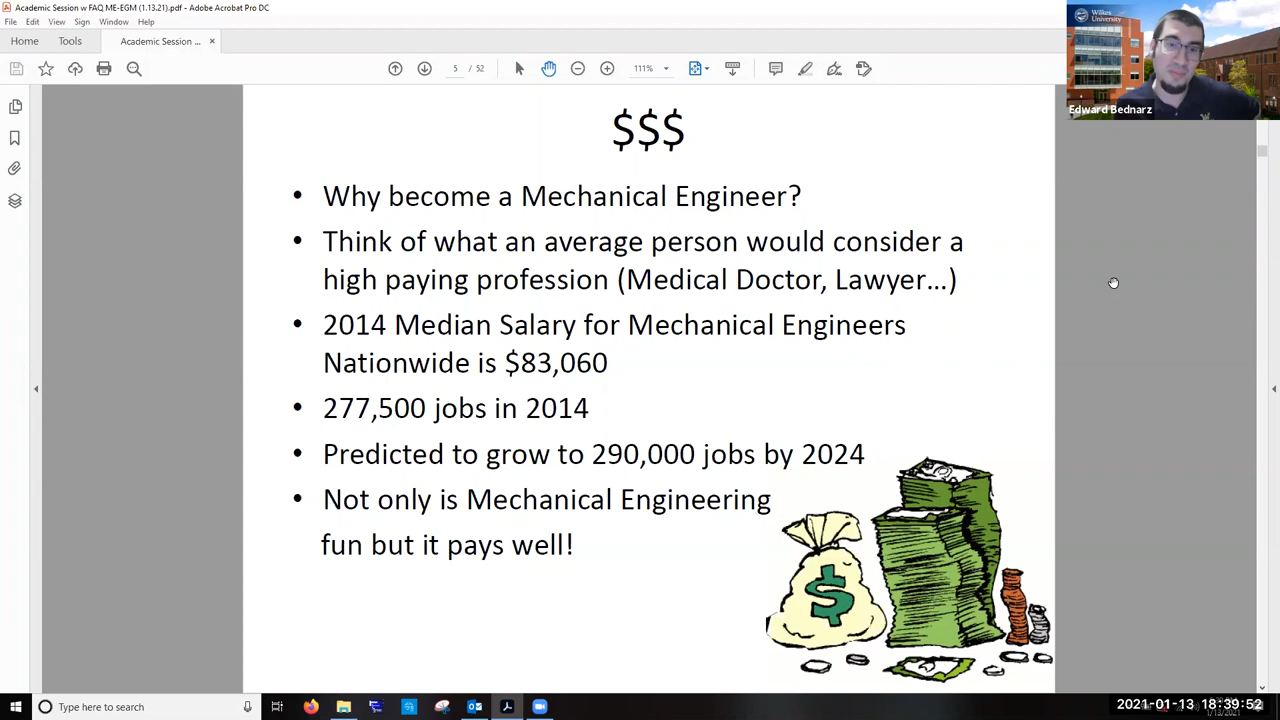 Academic Session w FAQ ME-EGM (1.13.21).pdf - Adobe Acrobat Pro DC
File Edit View Sign Window Help
Home Tools Academic Session ... ×
5 / 52 111%
Wilkes University
Edward Bednarz
$$$
• Why become a Mechanical Engineer?
• Think of what an average person would consider a
high paying profession (Medical Doctor, Lawyer...)
• 2014 Median Salary for Mechanical Engineers
Nationwide is $83,060
• 277,500 jobs in 2014
• Predicted to grow to 290,000 jobs by 2024
• Not only is Mechanical Engineering
fun but it pays well!
$
Type here to search
2021-01-13 18:39:52